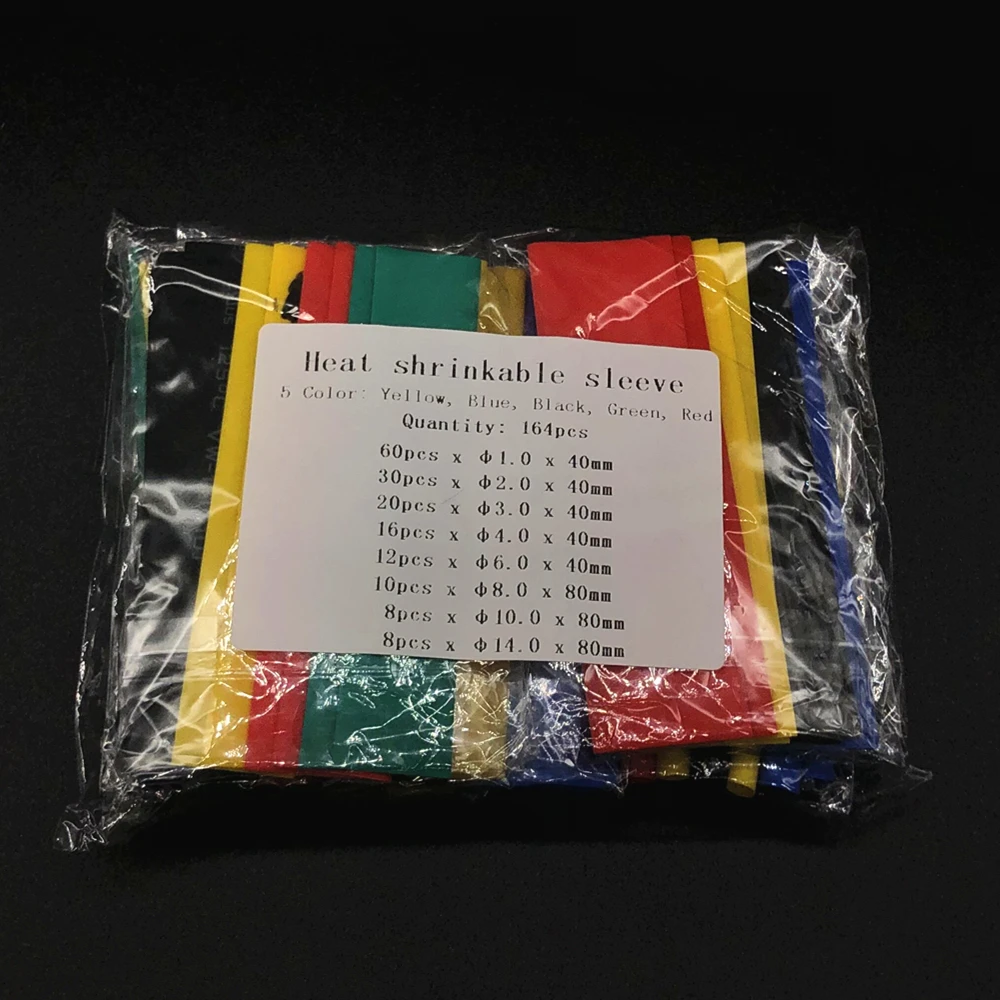 Heat shrinkable sleeve
5 Color: Yellow, Blue, Black, Green, Red
Quantity: 164pcs
60pcs x φ1.0 x 40mm
30pcs x φ2.0 x 40mm
20pcs x φ3.0 x 40mm
16pcs x φ4.0 x 40mm
12pcs x φ6.0 x 40mm
10pcs x φ8.0 x 80mm
8pcs x φ10.0 x 80mm
8pcs x φ14.0 x 80mm